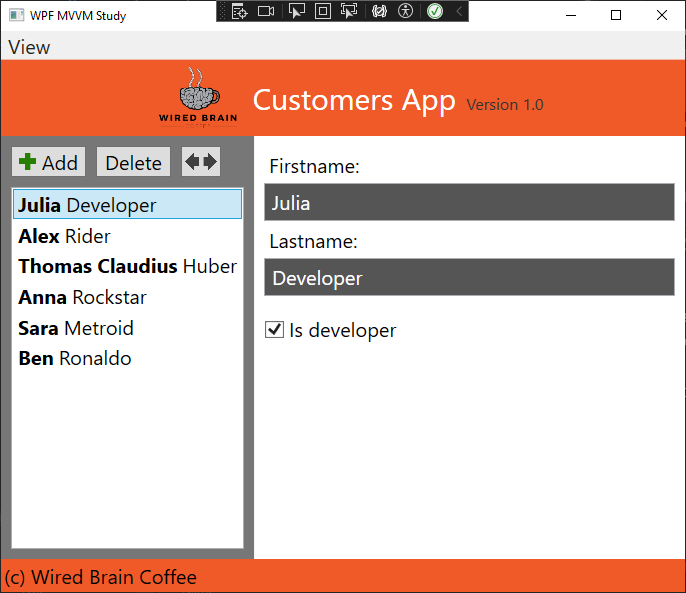 WPF MVVM Study
View
WIRED BRAIN
Customers App Version 1.0
Add Delete
Firstname:
Julia
Lastname:
Developer
Is developer
Julia Developer
Alex Rider
Thomas Claudius Huber
Anna Rockstar
Sara Metroid
Ben Ronaldo
(c) Wired Brain Coffee